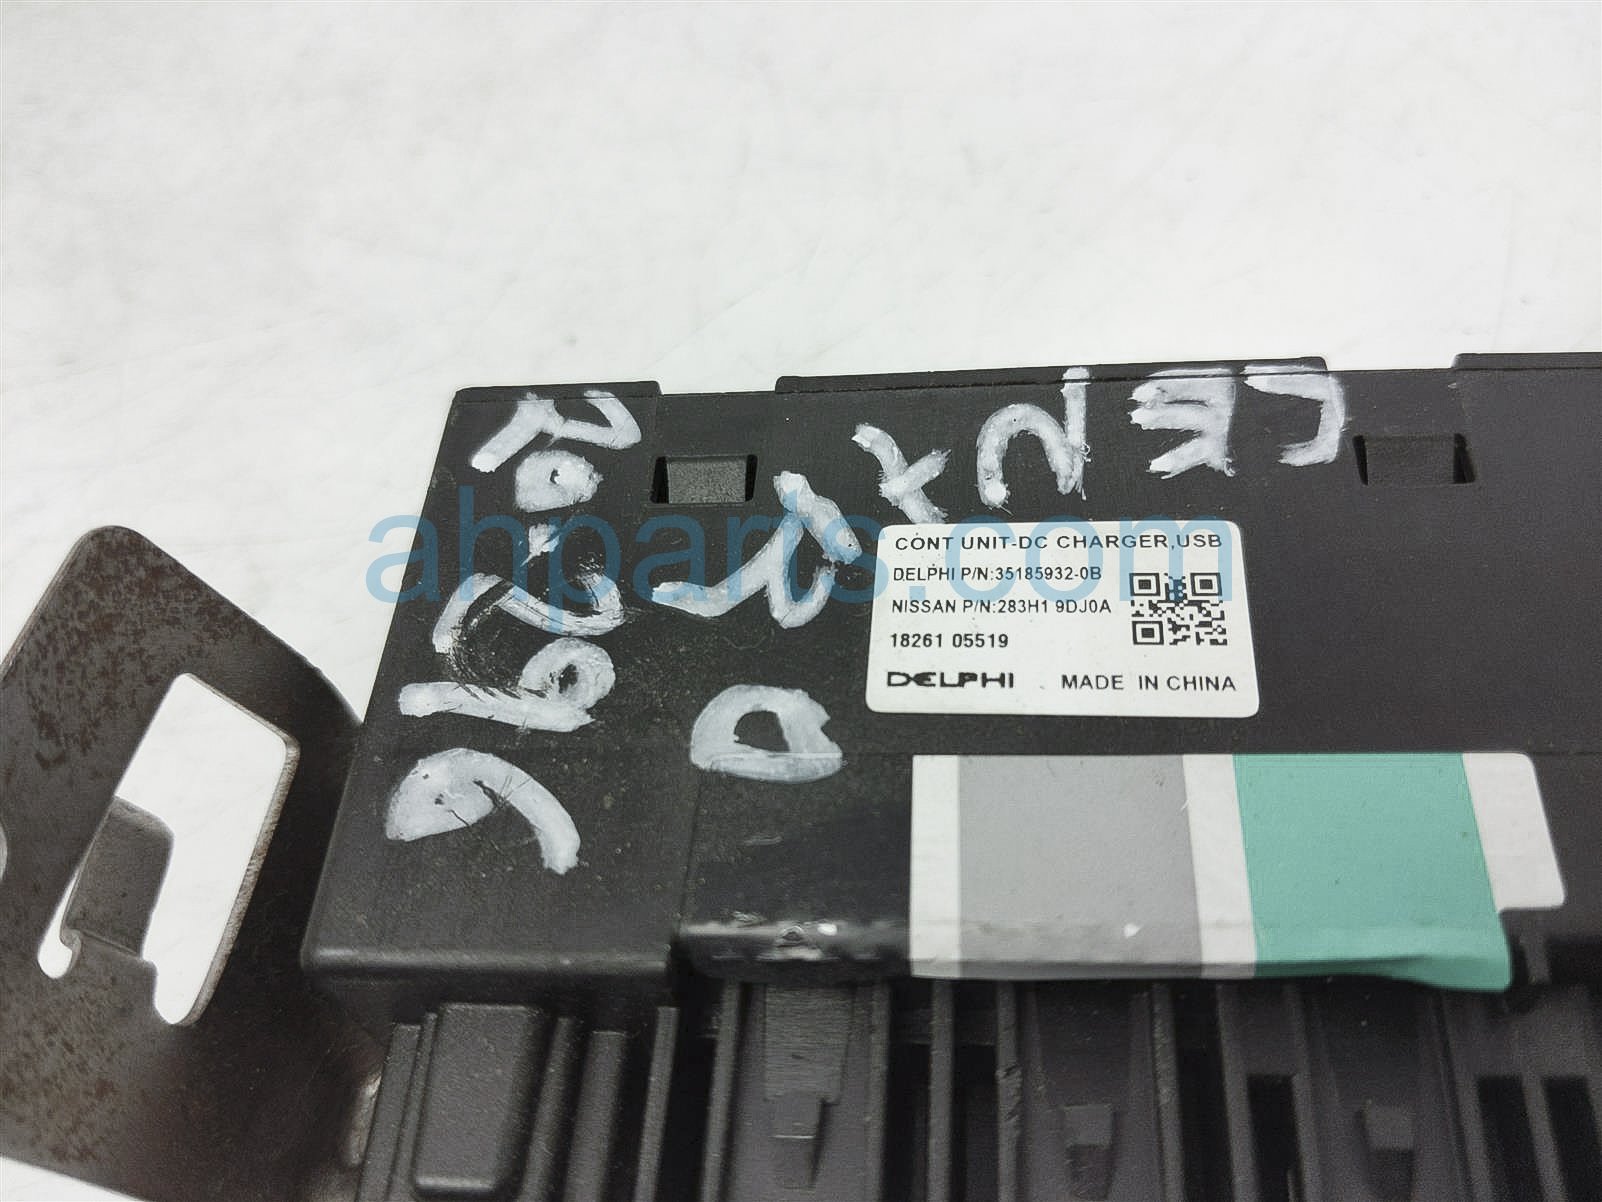 CONT UNIT-DC CHARGER,USB
DELPHI P/N:35185932-0B
NISSAN P/N:283H1 9DJ0A
18261 05519
DELPHI MADE IN CHINA
ahparts.com